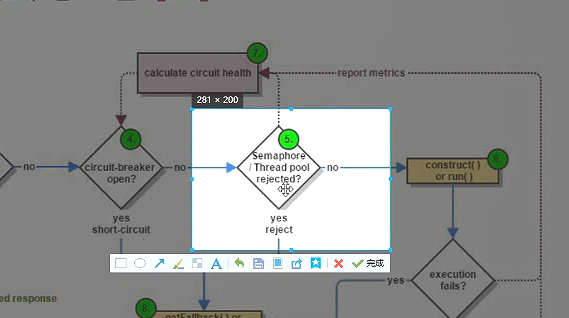 7.
calculate circuit health
report metrics
281 × 200
4.
5.
6.
no
circuit-breaker
open?
no
Semaphore
/ Thread pool
rejected?
no
construct( )
or run( )
yes
short-circuit
yes
reject
完成
ed response
yes
execution
fails?
8.
getFallback( ) or